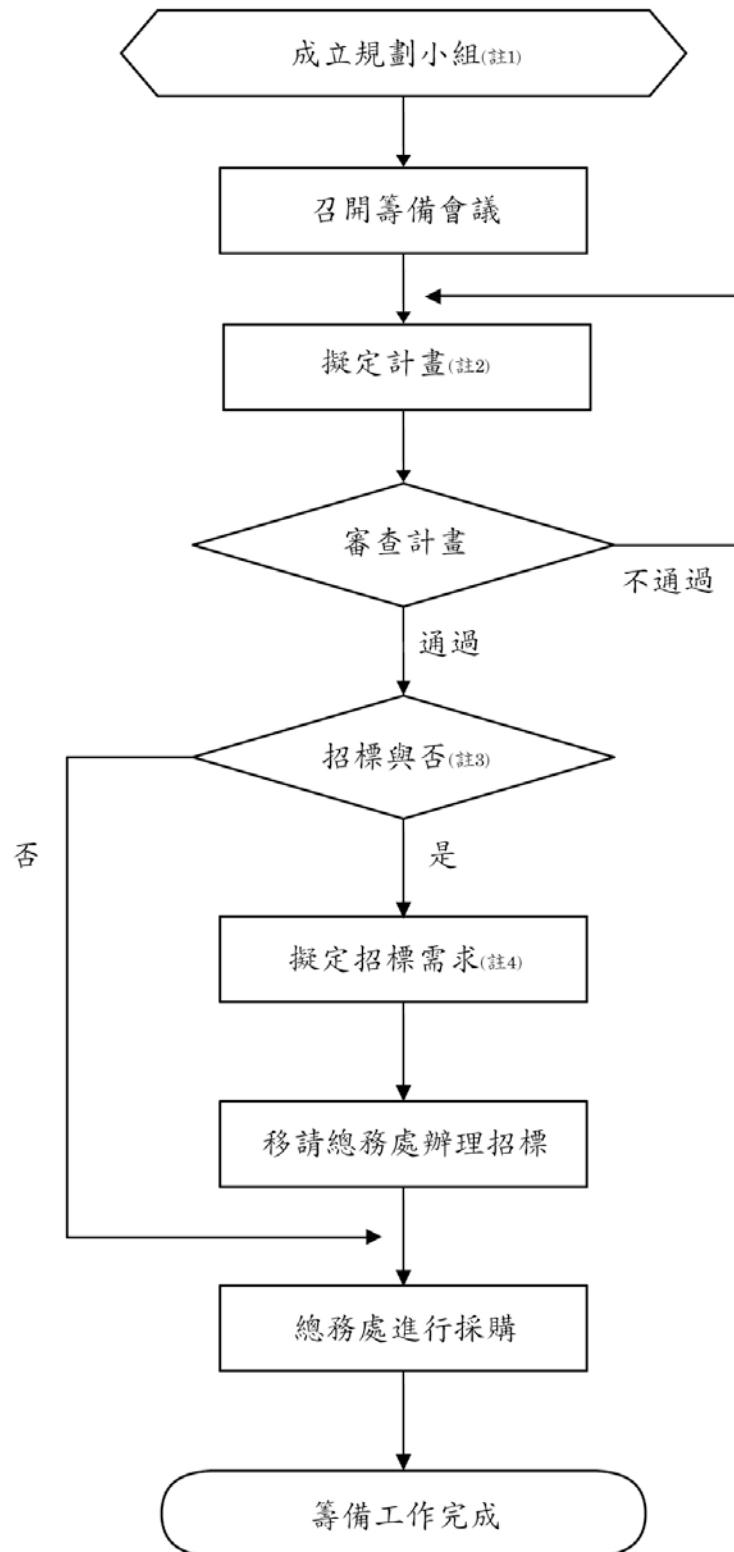 成立規劃小組(註1)
召開籌備會議
擬定計畫(註2)
審查計畫
不通過
通過
招標與否(註3)
否
是
擬定招標需求(註4)
移請總務處辦理招標
總務處進行採購
籌備工作完成